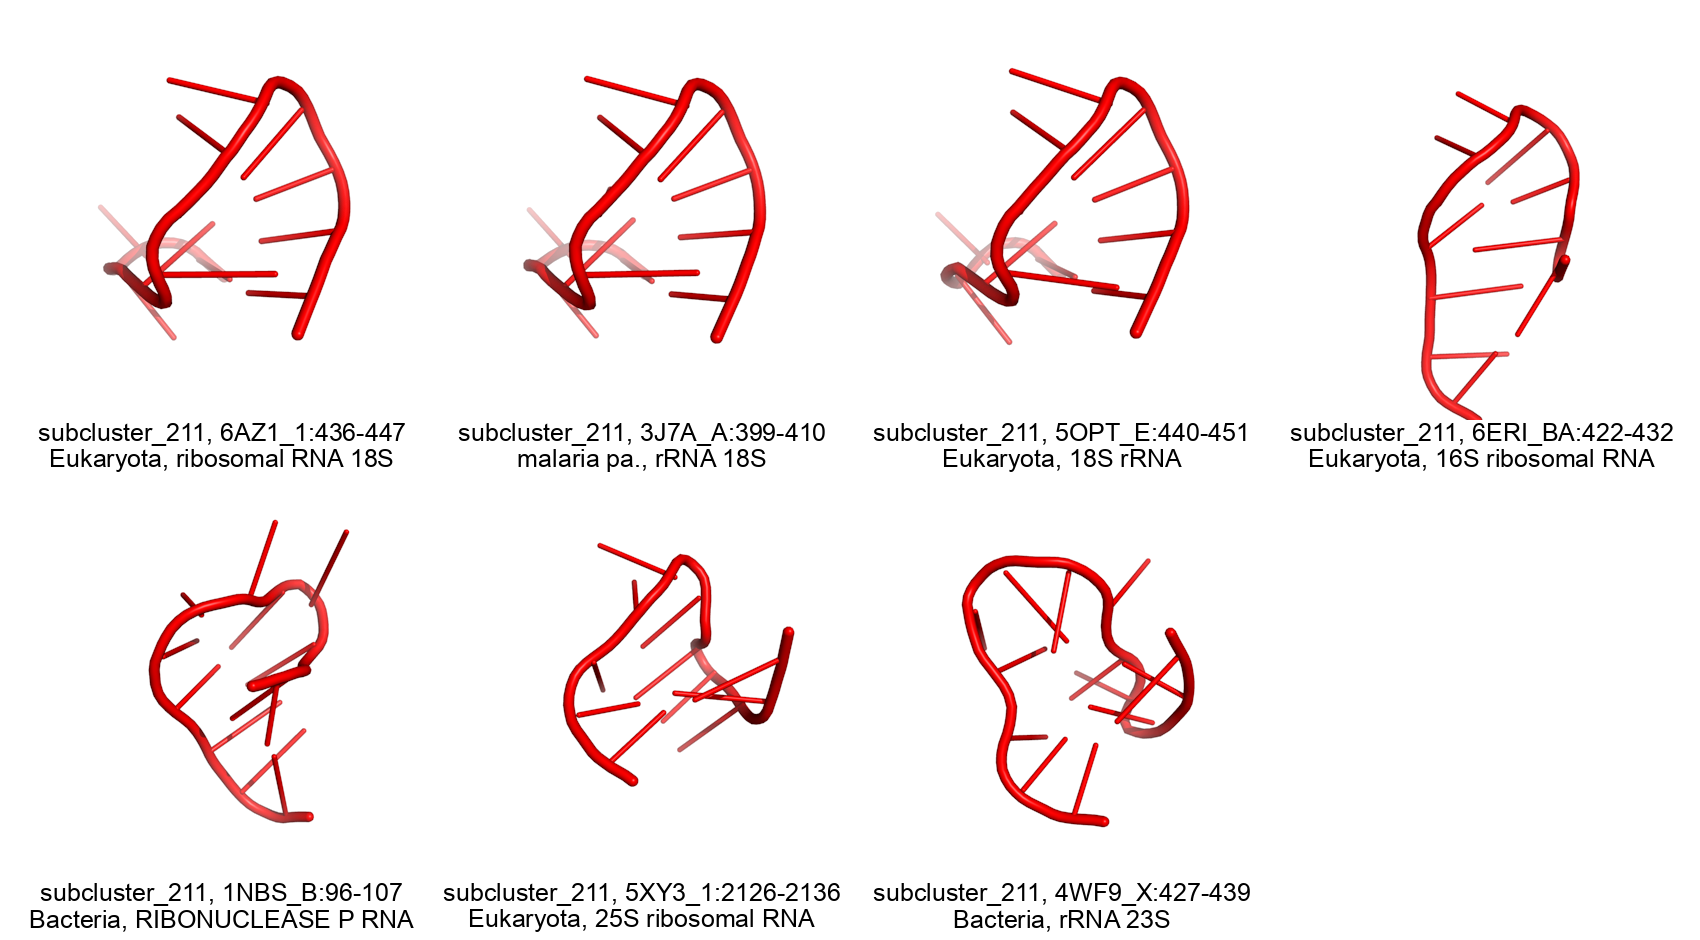 subcluster_211, 6AZ1_1:436-447
Eukaryota, ribosomal RNA 18S
subcluster_211, 3J7A_A:399-410
malaria pa., rRNA 18S
subcluster_211, 5OPT_E:440-451
Eukaryota, 18S rRNA
subcluster_211, 6ERI_BA:422-432
Eukaryota, 16S ribosomal RNA
subcluster_211, 1NBS_B:96-107
Bacteria, RIBONUCLEASE P RNA
subcluster_211, 5XY3_1:2126-2136
Eukaryota, 25S ribosomal RNA
subcluster_211, 4WF9_X:427-439
Bacteria, rRNA 23S